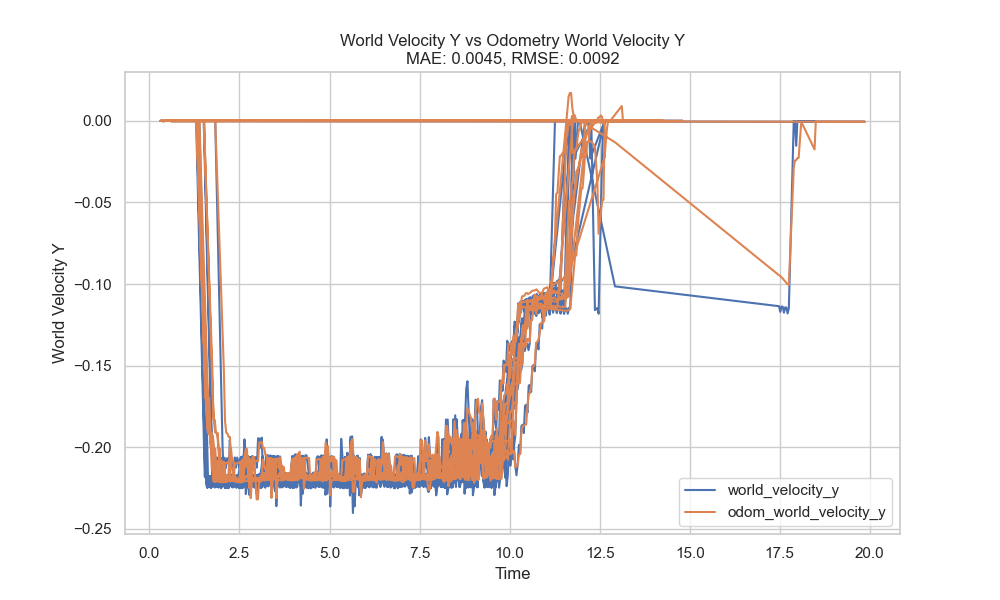 World Velocity Y vs Odometry World Velocity Y
MAE: 0.0045, RMSE: 0.0092
World Velocity Y
0.00
−0.05
−0.10
−0.15
−0.20
−0.25
world_velocity_y
odom_world_velocity_y
0.0 2.5 5.0 7.5 10.0 12.5 15.0 17.5 20.0
Time